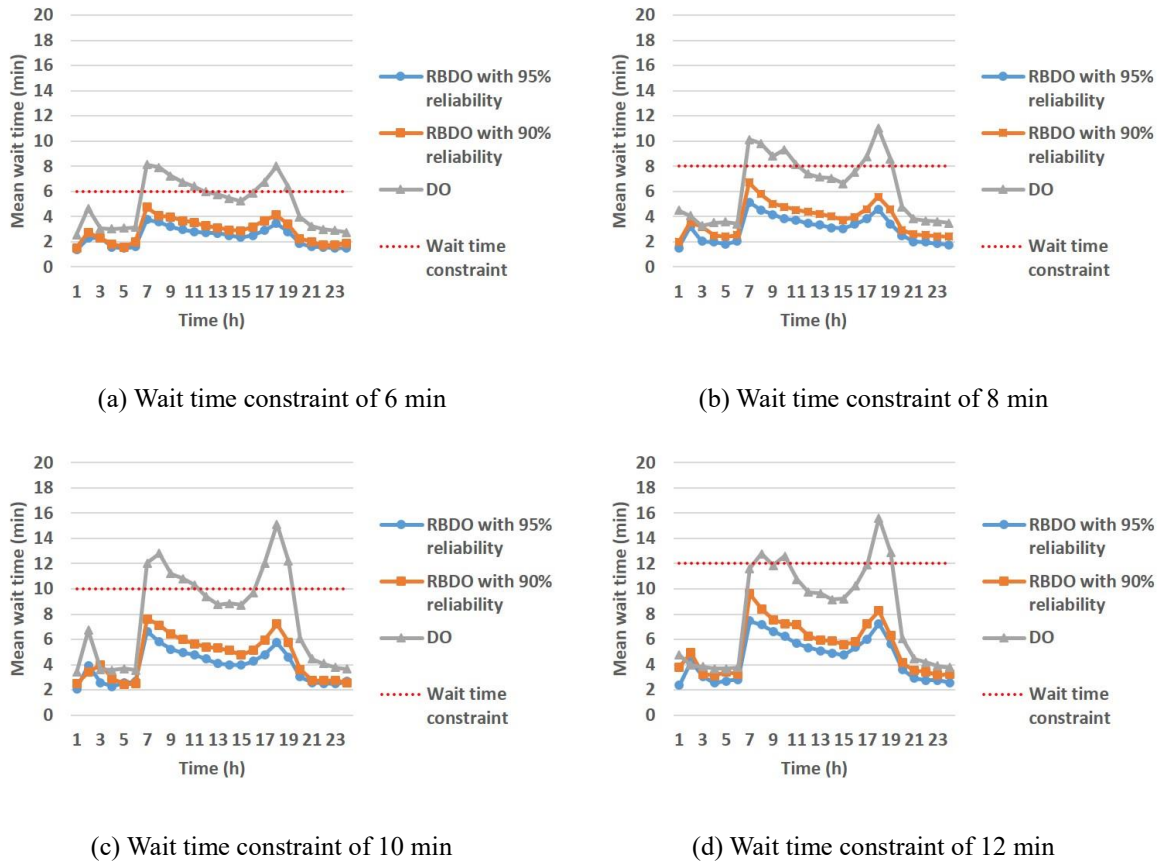 20
18
16
14
12
10
8
6
4
2
0
Mean wait time (min)
1 3 5 7 9 11 13 15 17 19 21 23
Time (h)
RBDO with 95%
reliability
RBDO with 90%
reliability
DO
Wait time
constraint
(a) Wait time constraint of 6 min
20
18
16
14
12
10
8
6
4
2
0
Mean wait time (min)
1 3 5 7 9 11 13 15 17 19 21 23
Time (h)
RBDO with 95%
reliability
RBDO with 90%
reliability
DO
Wait time
constraint
(b) Wait time constraint of 8 min
20
18
16
14
12
10
8
6
4
2
0
Mean wait time (min)
1 3 5 7 9 11 13 15 17 19 21 23
Time (h)
RBDO with 95%
reliability
RBDO with 90%
reliability
DO
Wait time
constraint
(c) Wait time constraint of 10 min
20
18
16
14
12
10
8
6
4
2
0
Mean wait time (min)
1 3 5 7 9 11 13 15 17 19 21 23
Time (h)
RBDO with 95%
reliability
RBDO with 90%
reliability
DO
Wait time
constraint
(d) Wait time constraint of 12 min